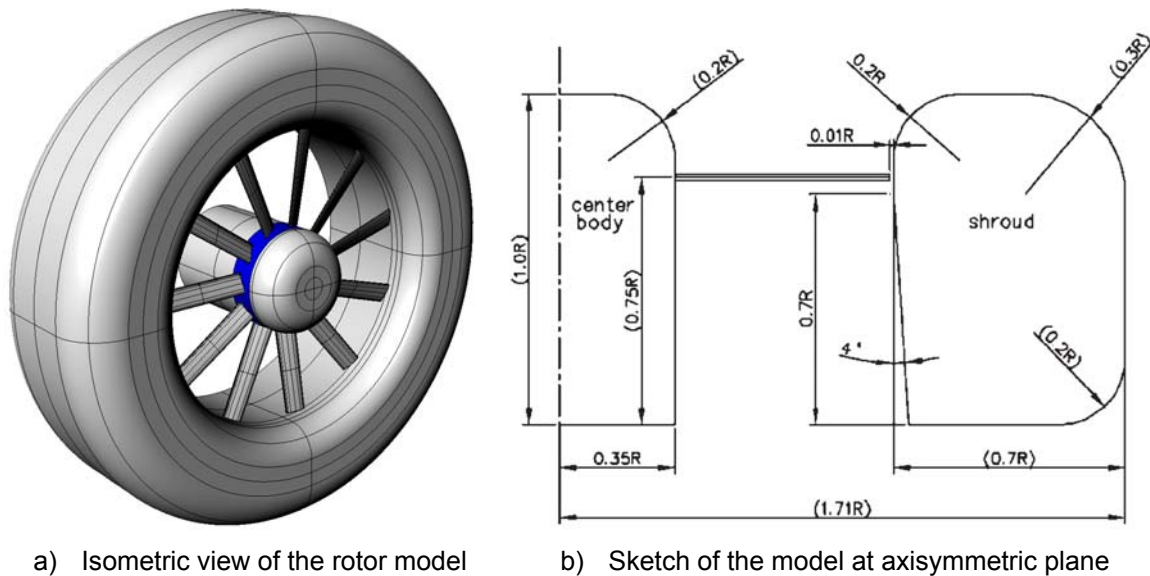 (0.2R)
0.2R
(0.3R)
0.01R
center
body
shroud
(1.0R)
(0.75R)
0.7R
4°
(0.2R)
0.35R
(0.7R)
(1.71R)
a) Isometric view of the rotor model
b) Sketch of the model at axisymmetric plane